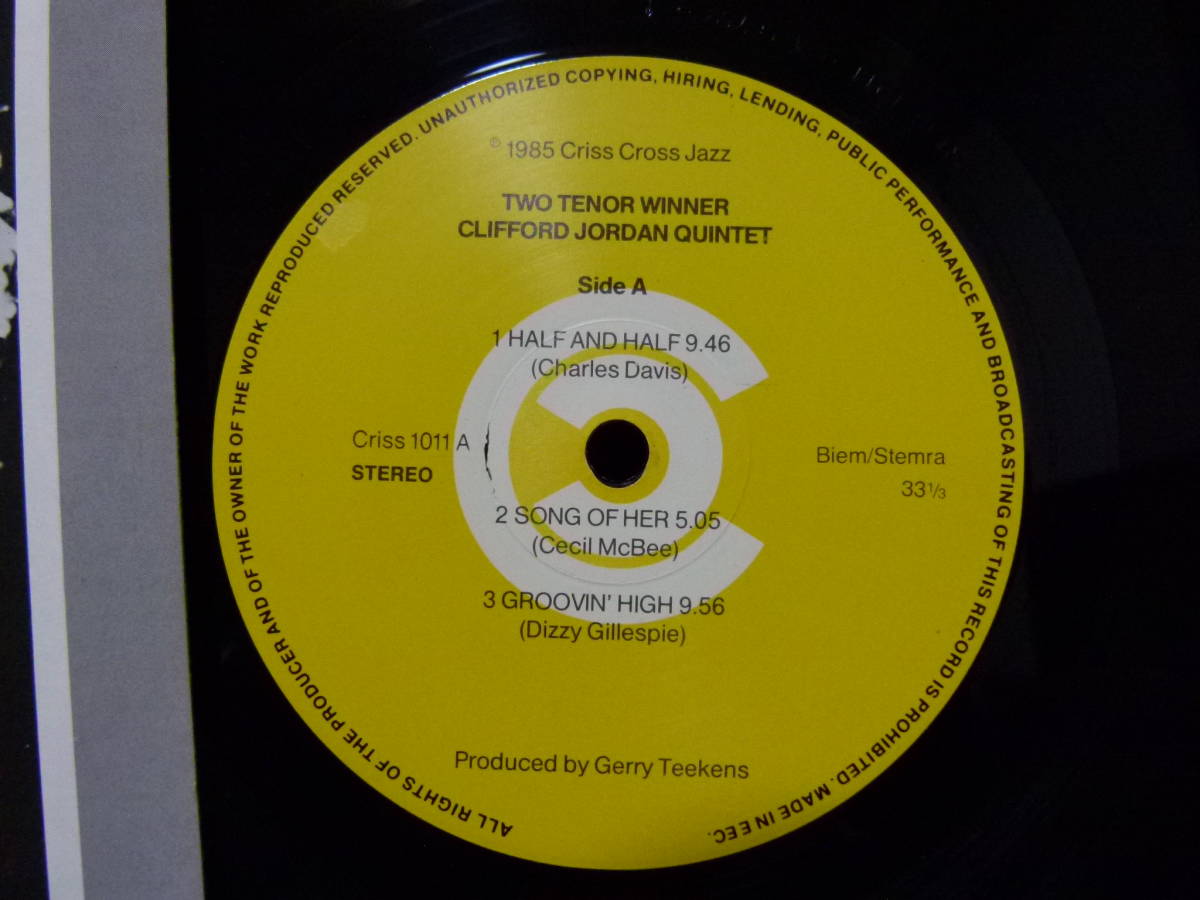 ALL RIGHTS OF THE PRODUCER AND OF THE OWNER OF THE WORK REPRODUCED RESERVED. UNAUTHORIZED COPYING, HIRING, LENDING, PUBLIC PERFORMANCE AND BROADCASTING OF THIS RECORD IS PROHIBITED. MADE IN EEC.
℗ 1985 Criss Cross Jazz
TWO TENOR WINNER
CLIFFORD JORDAN QUINTET
Side A
1 HALF AND HALF 9.46
(Charles Davis)
Criss 1011 A
STEREO
Biem/Stemra
33 1/3
2 SONG OF HER 5.05
(Cecil McBee)
3 GROOVIN' HIGH 9.56
(Dizzy Gillespie)
Produced by Gerry Teekens